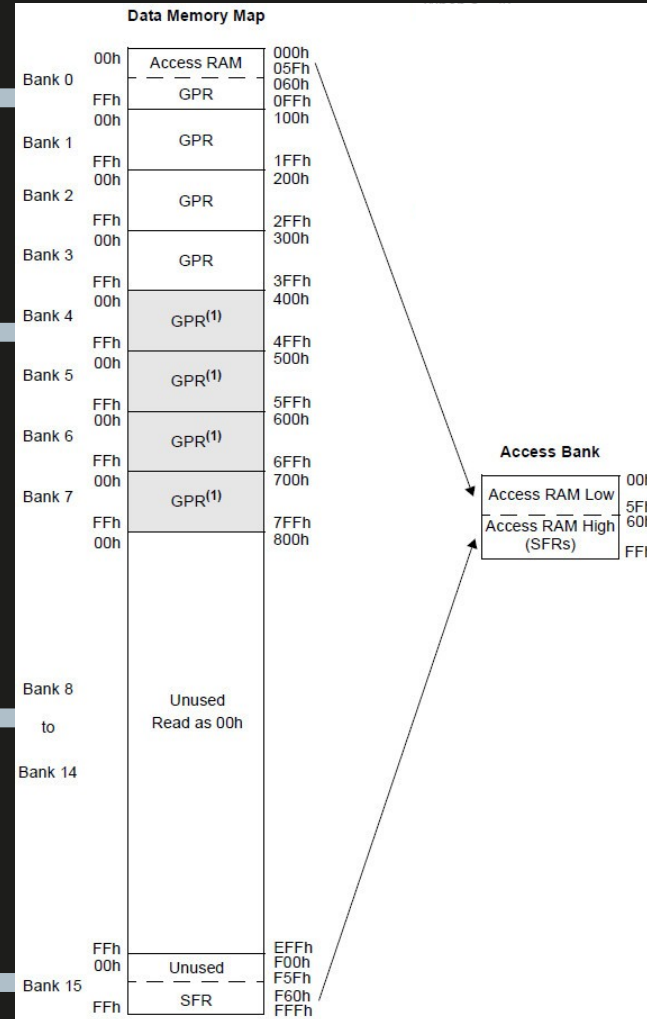 Data Memory Map
Bank 0
00h
Access RAM
000h
05Fh
060h
FFh
GPR
0FFh
Bank 1
00h
GPR
100h
FFh
1FFh
Bank 2
00h
GPR
200h
FFh
2FFh
Bank 3
00h
GPR
300h
FFh
3FFh
Bank 4
00h
GPR(1)
400h
FFh
4FFh
Bank 5
00h
GPR(1)
500h
FFh
5FFh
Bank 6
00h
GPR(1)
600h
FFh
6FFh
Bank 7
00h
GPR(1)
700h
FFh
7FFh
00h
800h
Bank 8
to
Bank 14
Unused
Read as 00h
FFh
EFFh
Bank 15
00h
Unused
F00h
F5Fh
F60h
FFh
SFR
FFFh
Access Bank
Access RAM Low
00h
5Fh
Access RAM High
60h
(SFRs)
FFh